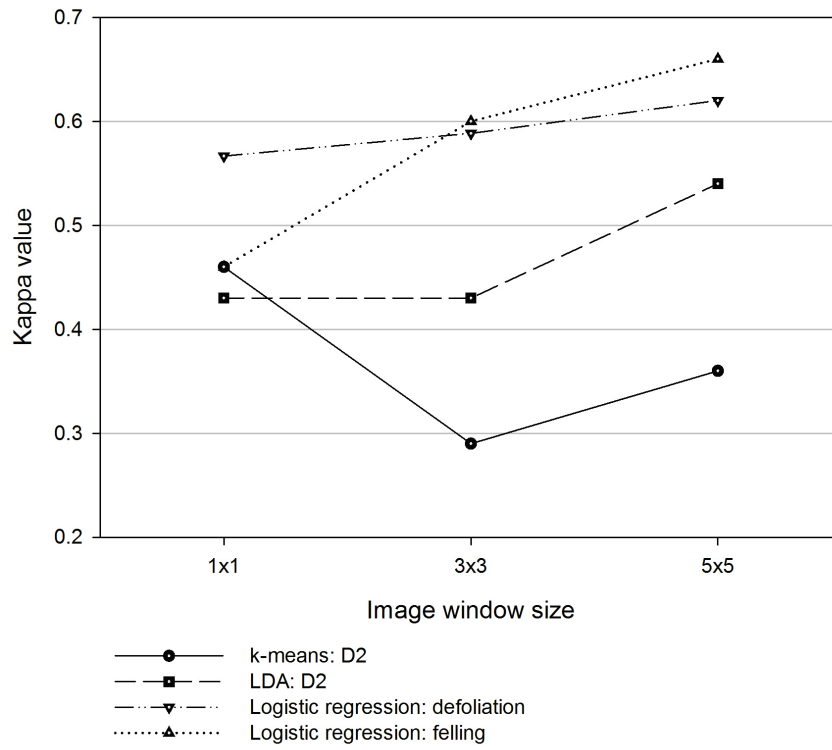 0.7
0.6
0.5
0.4
0.3
0.2
Kappa value
1x1 3x3 5x5
Image window size
k-means: D2
LDA: D2
Logistic regression: defoliation
Logistic regression: felling